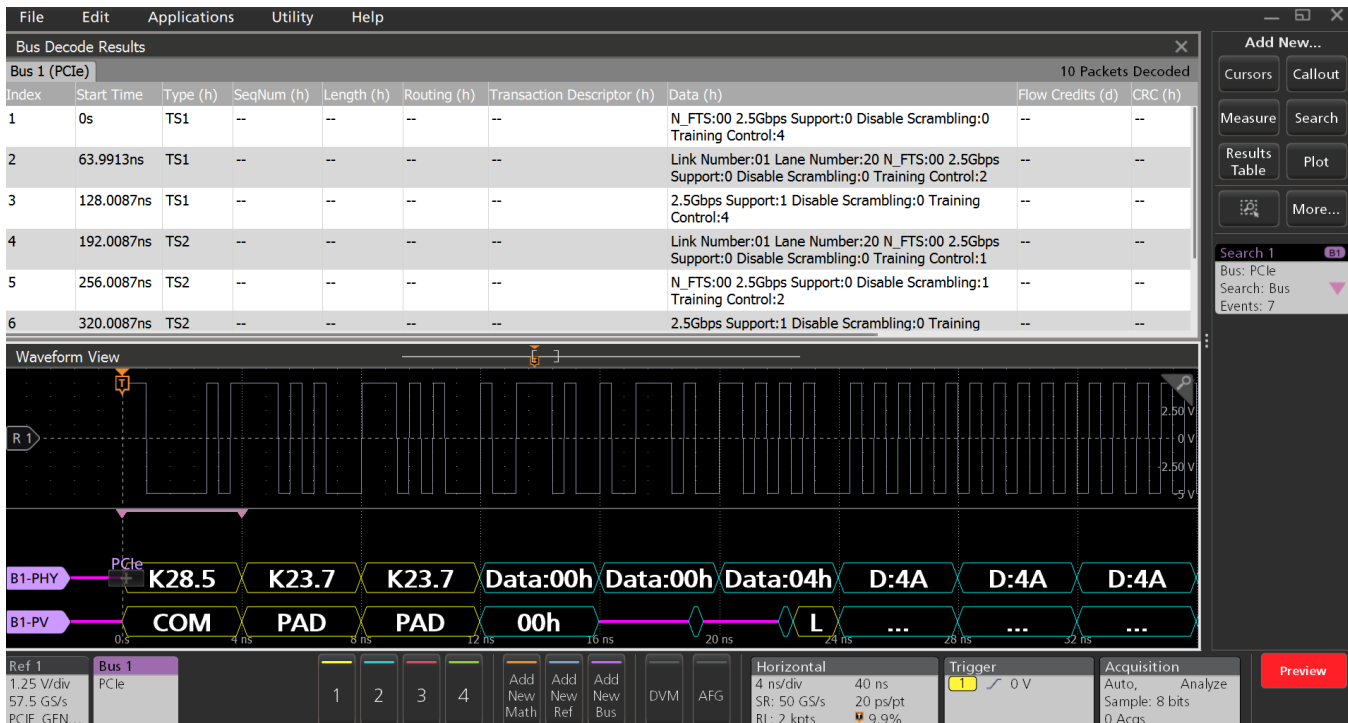 File Edit Applications Utility Help
Bus Decode Results
Bus 1 (PCIe) 10 Packets Decoded
Index Start Time Type (h) SeqNum (h) Length (h) Routing (h) Transaction Descriptor (h) Data (h) Flow Credits (d) CRC (h)
1 0s TS1 -- -- -- -- N_FTS:00 2.5Gbps Support:0 Disable Scrambling:0 -- --
Training Control:4
2 63.9913ns TS1 -- -- -- -- Link Number:01 Lane Number:20 N_FTS:00 2.5Gbps -- --
Support:0 Disable Scrambling:0 Training Control:2
3 128.0087ns TS1 -- -- -- -- 2.5Gbps Support:1 Disable Scrambling:0 Training -- --
Control:4
4 192.0087ns TS2 -- -- -- -- Link Number:01 Lane Number:20 N_FTS:00 2.5Gbps -- --
Support:0 Disable Scrambling:0 Training Control:1
5 256.0087ns TS2 -- -- -- -- N_FTS:00 2.5Gbps Support:0 Disable Scrambling:1 -- --
Training Control:2
6 320.0087ns TS2 -- -- -- -- 2.5Gbps Support:1 Disable Scrambling:0 Training -- --
Add New...
Cursors Callout
Measure Search
Results Table Plot
More...
Search 1 B1
Bus: PCIe
Search: Bus
Events: 7
Waveform View
T
2.50 V
R 1 0 V
-2.50 V
-5 V
PCIe
B1-PHY K28.5 K23.7 K23.7 Data:00h Data:00h Data:04h D:4A D:4A D:4A
B1-PV COM PAD PAD 00h L ... ... ...
0 s 4 ns 8 ns 12 ns 16 ns 20 ns 24 ns 28 ns 32 ns
Ref 1
1.25 V/div
57.5 GS/s
PCIE_GEN...
Bus 1
PCIe
1 2 3 4
Add New Math
Add New Ref
Add New Bus
DVM AFG
Horizontal
4 ns/div 40 ns
SR: 50 GS/s 20 ps/pt
RL: 2 kpts 9.9%
Trigger
1 0 V
Acquisition
Auto, Analyze
Sample: 8 bits
0 Acqs
Preview